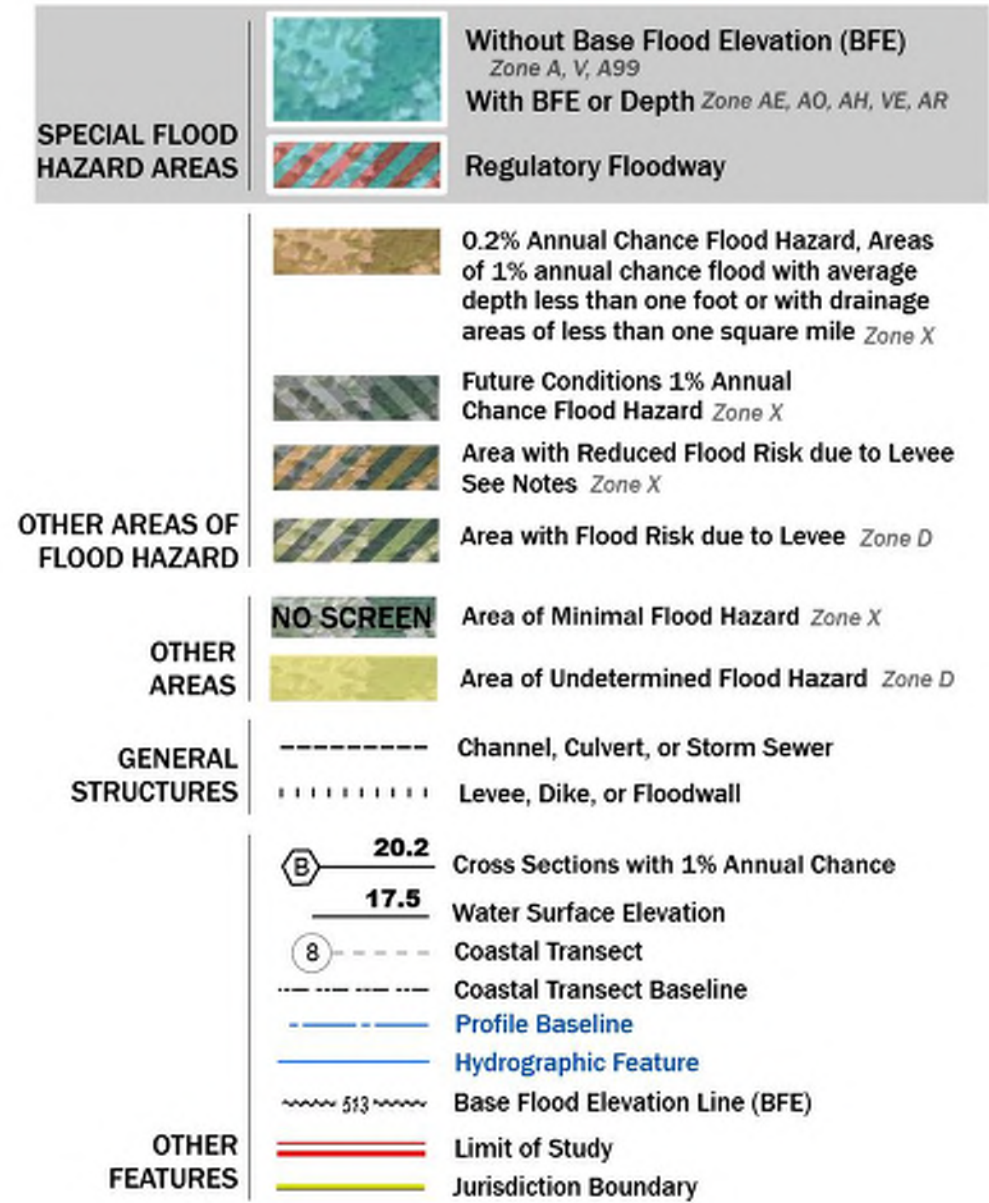 SPECIAL FLOOD
HAZARD AREAS
Without Base Flood Elevation (BFE)
Zone A, V, A99
With BFE or Depth Zone AE, AO, AH, VE, AR
Regulatory Floodway
OTHER AREAS OF
FLOOD HAZARD
0.2% Annual Chance Flood Hazard, Areas
of 1% annual chance flood with average
depth less than one foot or with drainage
areas of less than one square mile Zone X
Future Conditions 1% Annual
Chance Flood Hazard Zone X
Area with Reduced Flood Risk due to Levee
See Notes Zone X
Area with Flood Risk due to Levee Zone D
OTHER
AREAS
NO SCREEN Area of Minimal Flood Hazard Zone X
Area of Undetermined Flood Hazard Zone D
GENERAL
STRUCTURES
Channel, Culvert, or Storm Sewer
Levee, Dike, or Floodwall
OTHER
FEATURES
B 20.2 Cross Sections with 1% Annual Chance
17.5 Water Surface Elevation
8 Coastal Transect
Coastal Transect Baseline
Profile Baseline
Hydrographic Feature
513 Base Flood Elevation Line (BFE)
Limit of Study
Jurisdiction Boundary